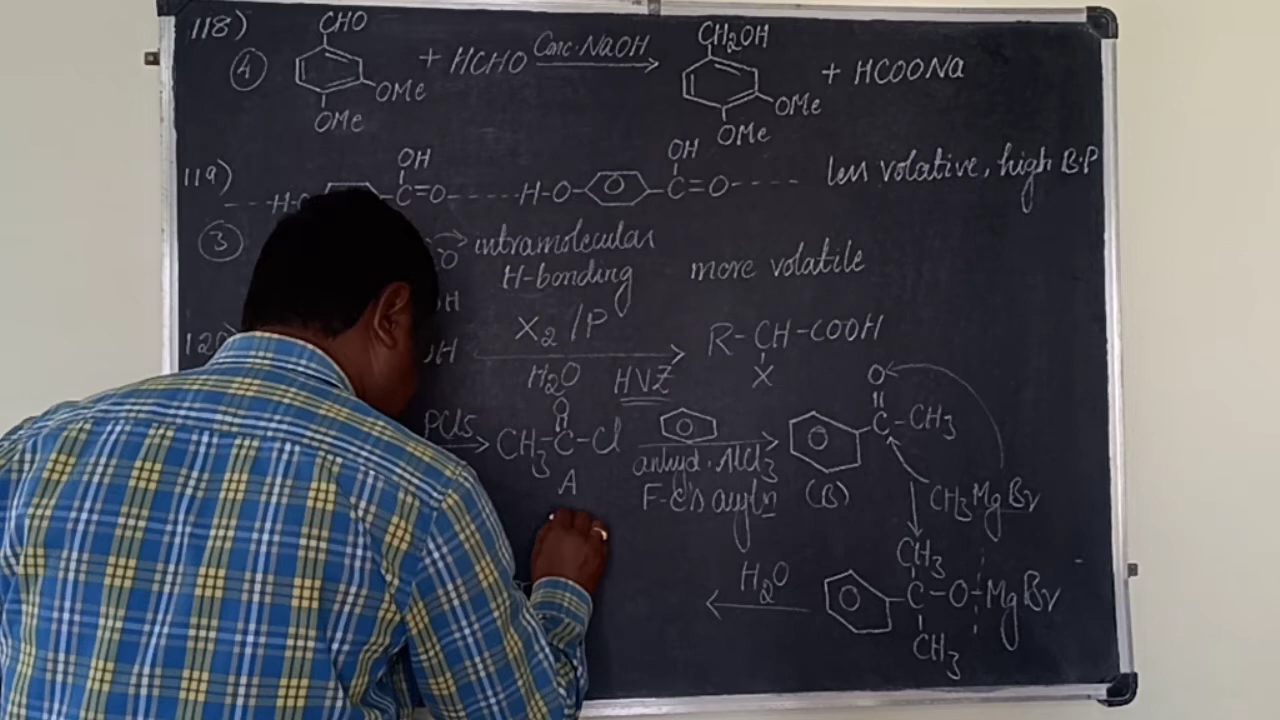 118)
④ CHO + HCHO Conc. NaOH CH2OH + HCOONa
OMe OMe
OMe OMe
119) OH OH
---H- C=O-----H-O- C=O---- less volative, high B.P
③ O intramolecular
H-bonding more volatile
H
120) H X2/P R-CH-COOH
H2O HVZ X
PCl5 CH3-C-Cl O
O C-CH3
A anhyd. AlCl3 (B)
F-C's acyln CH3MgBr
CH3
H2O C-O-MgBr
CH3